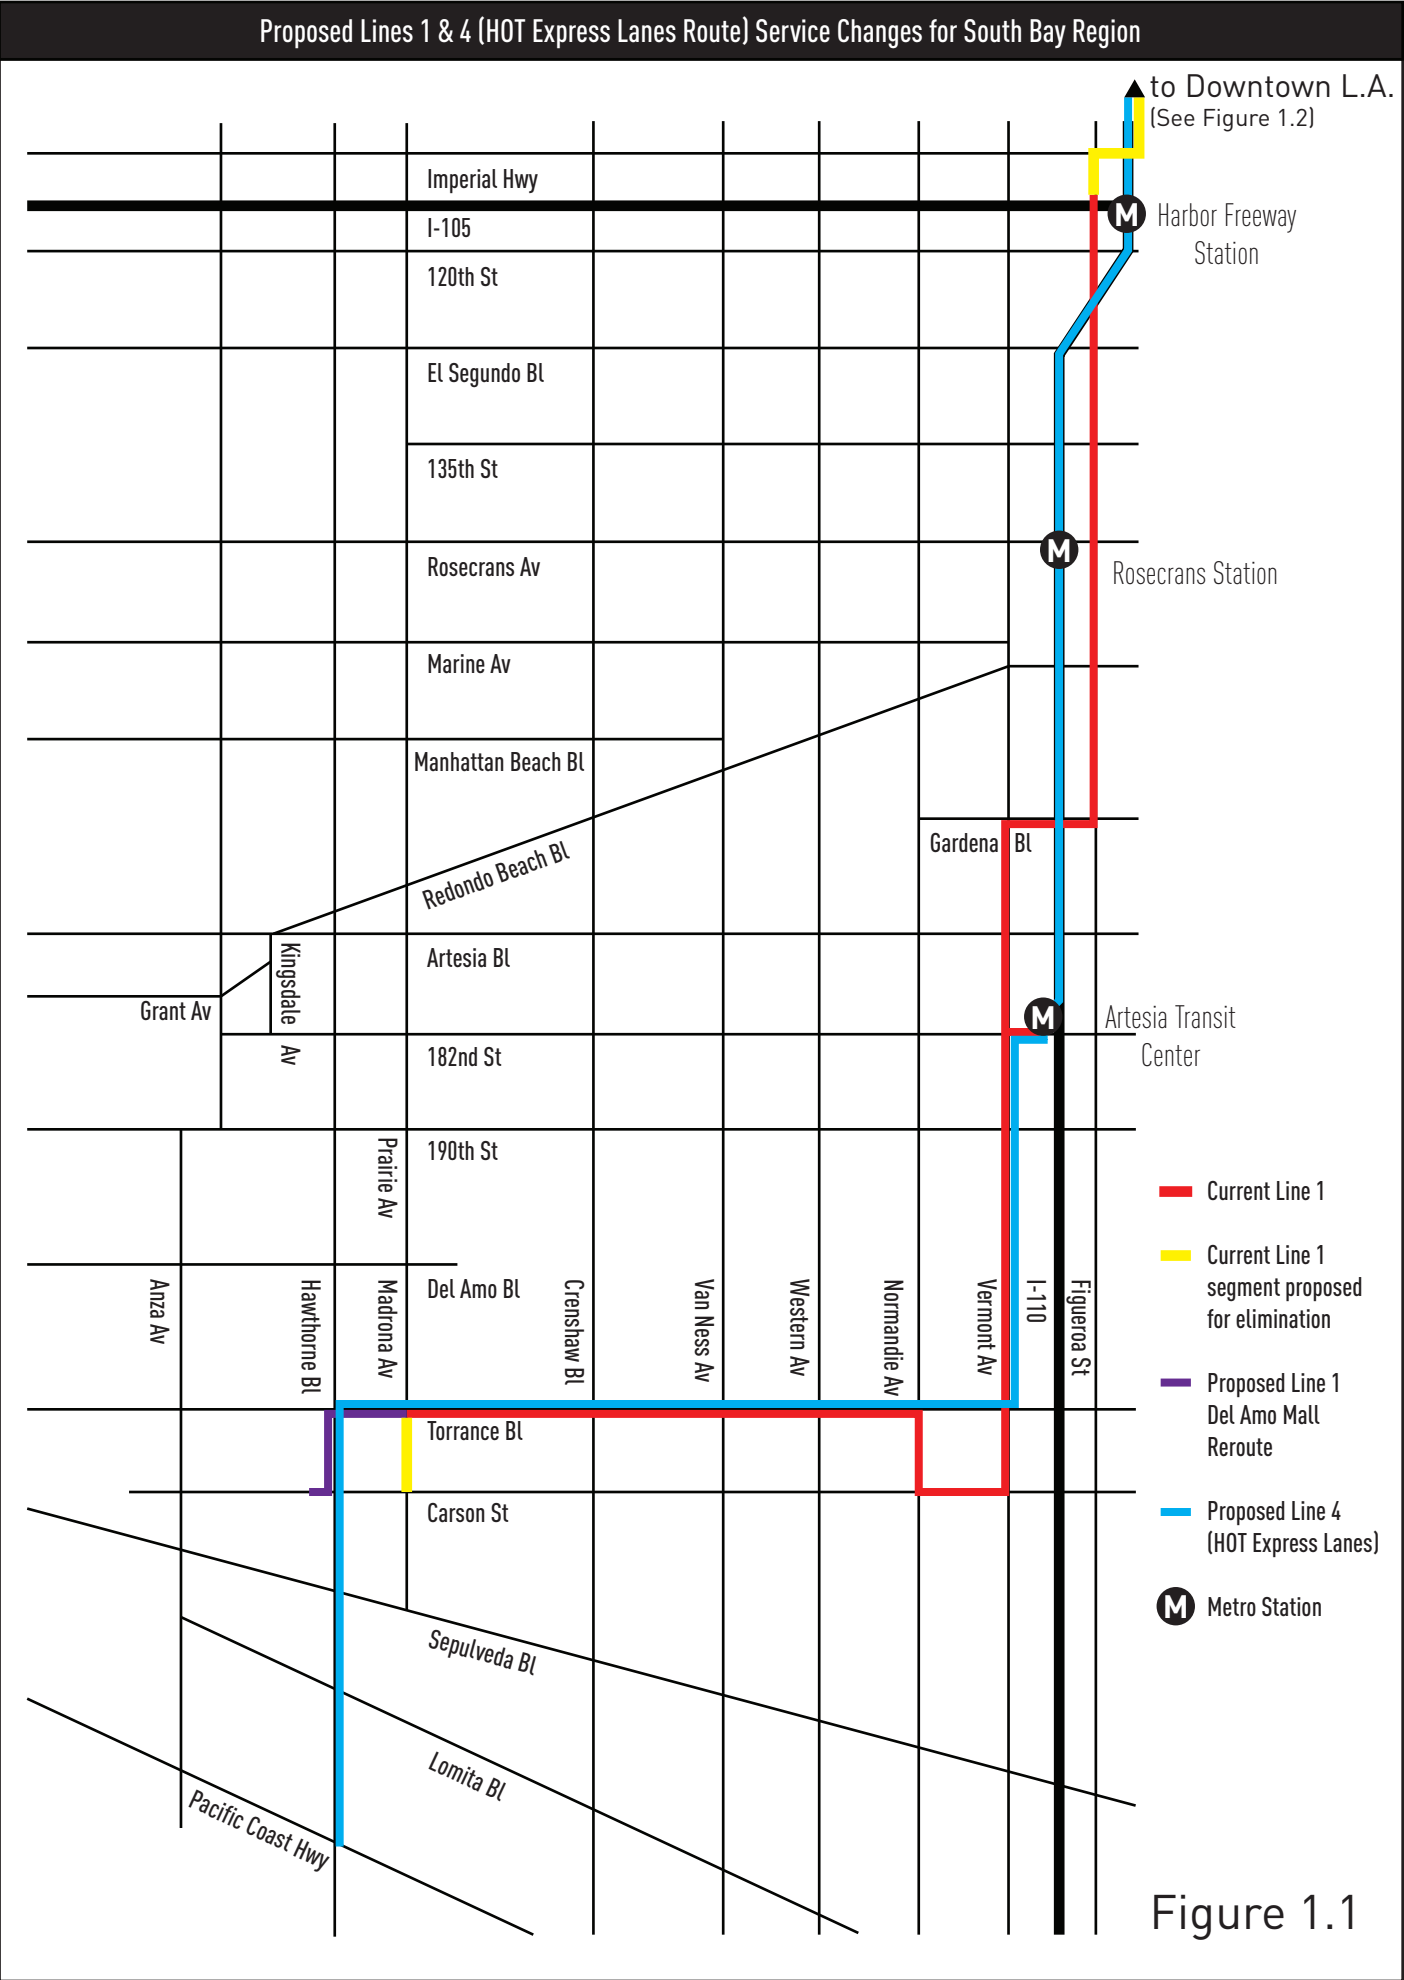 Proposed Lines 1 & 4 (HOT Express Lanes Route) Service Changes for South Bay Region
to Downtown L.A.
(See Figure 1.2)
Imperial Hwy
M
Harbor Freeway
Station
I-105
120th St
El Segundo Bl
135th St
M
Rosecrans Av
Rosecrans Station
Marine Av
Manhattan Beach Bl
Redondo Beach Bl
Gardena Bl
Artesia Bl
Kingsdale Av
Grant Av
M
Artesia Transit
Center
182nd St
190th St
Prairie Av
Anza Av
Hawthorne Bl
Madrona Av
Del Amo Bl
Crenshaw Bl
Van Ness Av
Western Av
Normandie Av
Vermont Av
I-110
Figueroa St
Current Line 1
Current Line 1
segment proposed
for elimination
Proposed Line 1
Del Amo Mall
Reroute
Proposed Line 4
(HOT Express Lanes)
M
Metro Station
Torrance Bl
Carson St
Sepulveda Bl
Lomita Bl
Pacific Coast Hwy
Figure 1.1